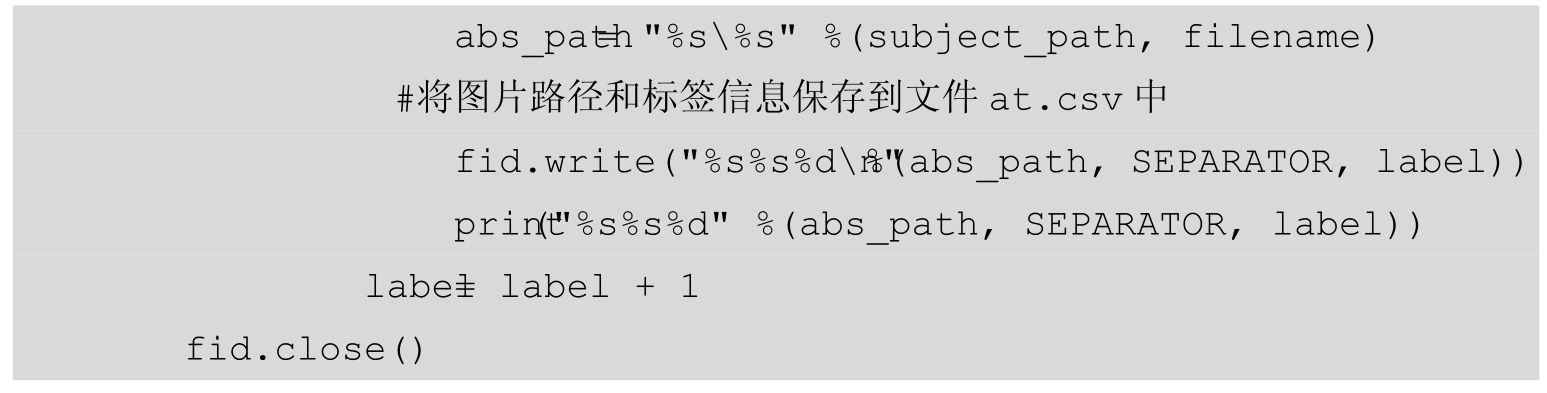 abs_path = "%s\%s" %(subject_path, filename)
#将图片路径和标签信息保存到文件 at.csv 中
fid.write("%s%s%d\n" %(abs_path, SEPARATOR, label))
print("%s%s%d" %(abs_path, SEPARATOR, label))
label = label + 1
fid.close()